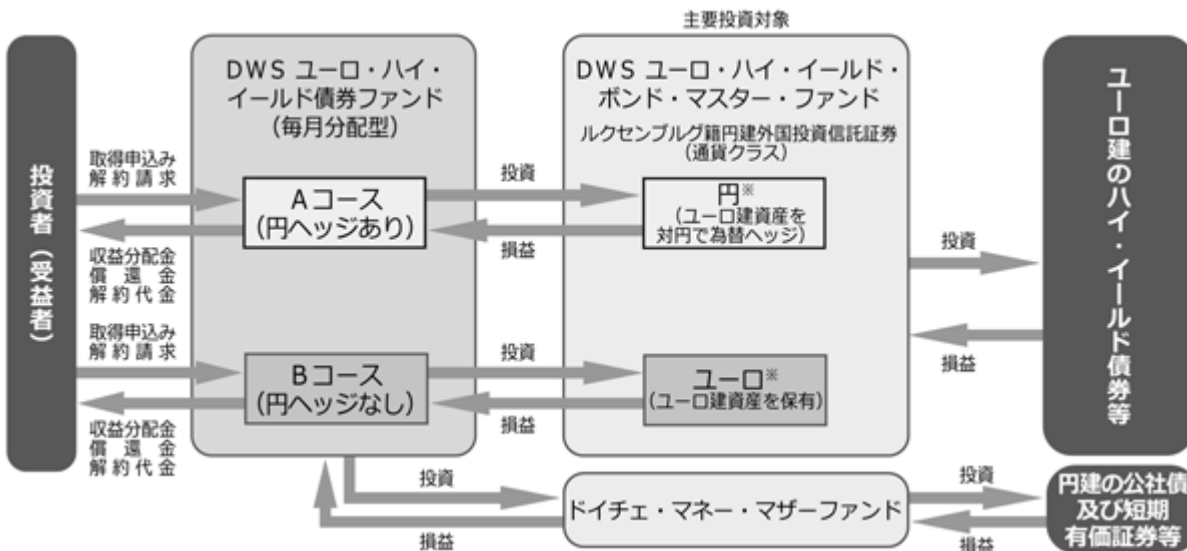 主要投資対象
投資者（受益者）
取得申込み
解約請求
収益分配金
償還金
解約代金
取得申込み
解約請求
収益分配金
償還金
解約代金
DWS ユーロ・ハイ・
イールド債券ファンド
（毎月分配型）
Aコース
（円ヘッジあり）
Bコース
（円ヘッジなし）
投資
損益
投資
損益
DWS ユーロ・ハイ・イールド・
ボンド・マスター・ファンド
ルクセンブルグ籍円建外国投資信託証券
（通貨クラス）
円※
（ユーロ建資産を
対円で為替ヘッジ）
ユーロ※
（ユーロ建資産を保有）
投資
損益
ユーロ建のハイ・イールド債券等
投資
損益
ドイチェ・マネー・マザーファンド
投資
損益
円建の公社債
及び短期
有価証券等